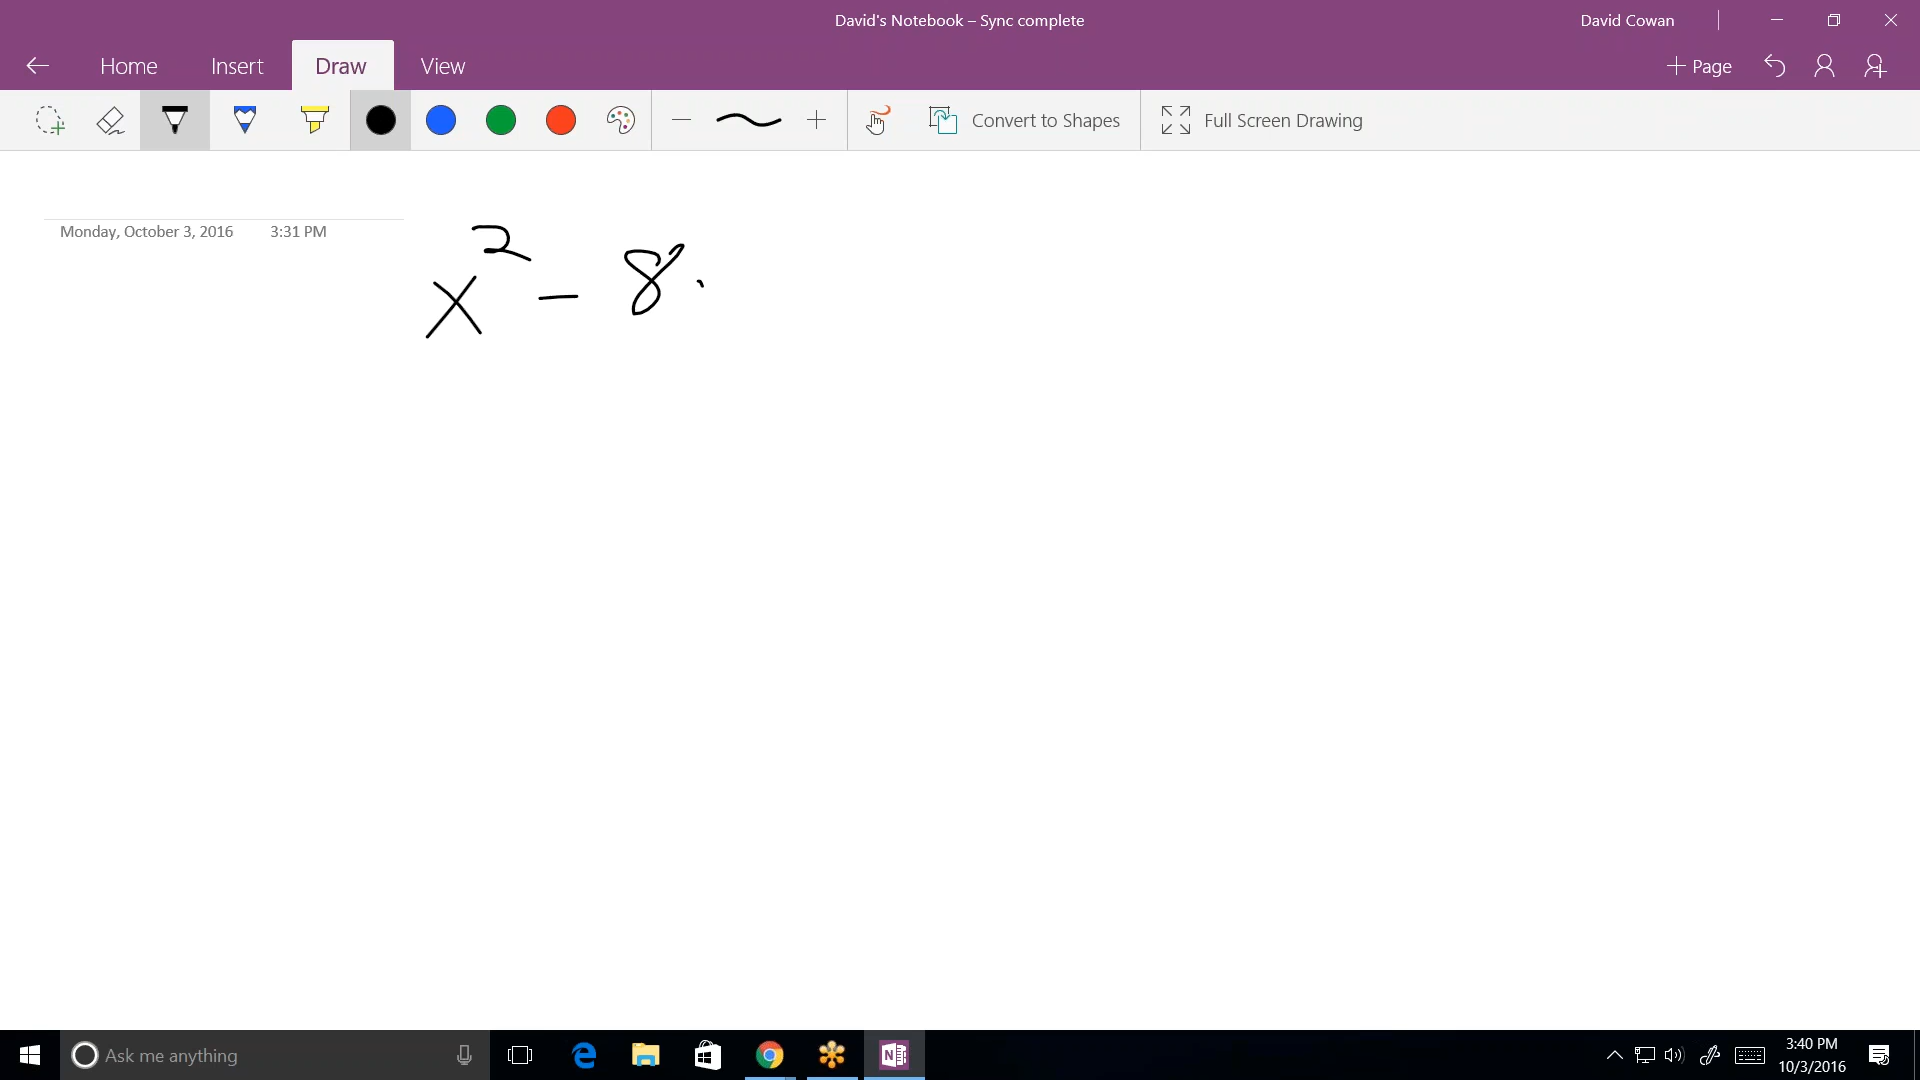 David's Notebook – Sync complete
David Cowan
Home Insert Draw View
Page
Convert to Shapes
Full Screen Drawing
Monday, October 3, 2016 3:31 PM
x² - 8
Ask me anything
N
3:40 PM
10/3/2016